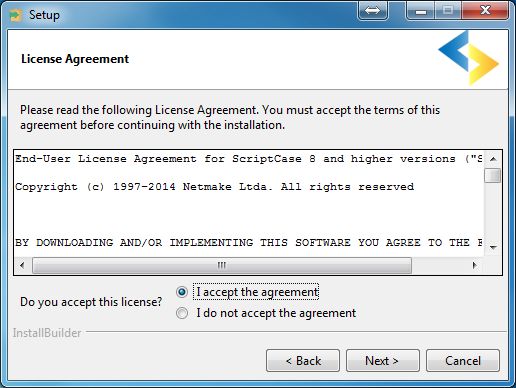 Setup
License Agreement
Please read the following License Agreement. You must accept the terms of this
agreement before continuing with the installation.
End-User License Agreement for ScriptCase 8 and higher versions ("S
Copyright (c) 1997-2014 Netmake Ltda. All rights reserved
BY DOWNLOADING AND/OR IMPLEMENTING THIS SOFTWARE YOU AGREE TO THE E
Do you accept this license?
I accept the agreement
I do not accept the agreement
InstallBuilder
< Back
Next >
Cancel